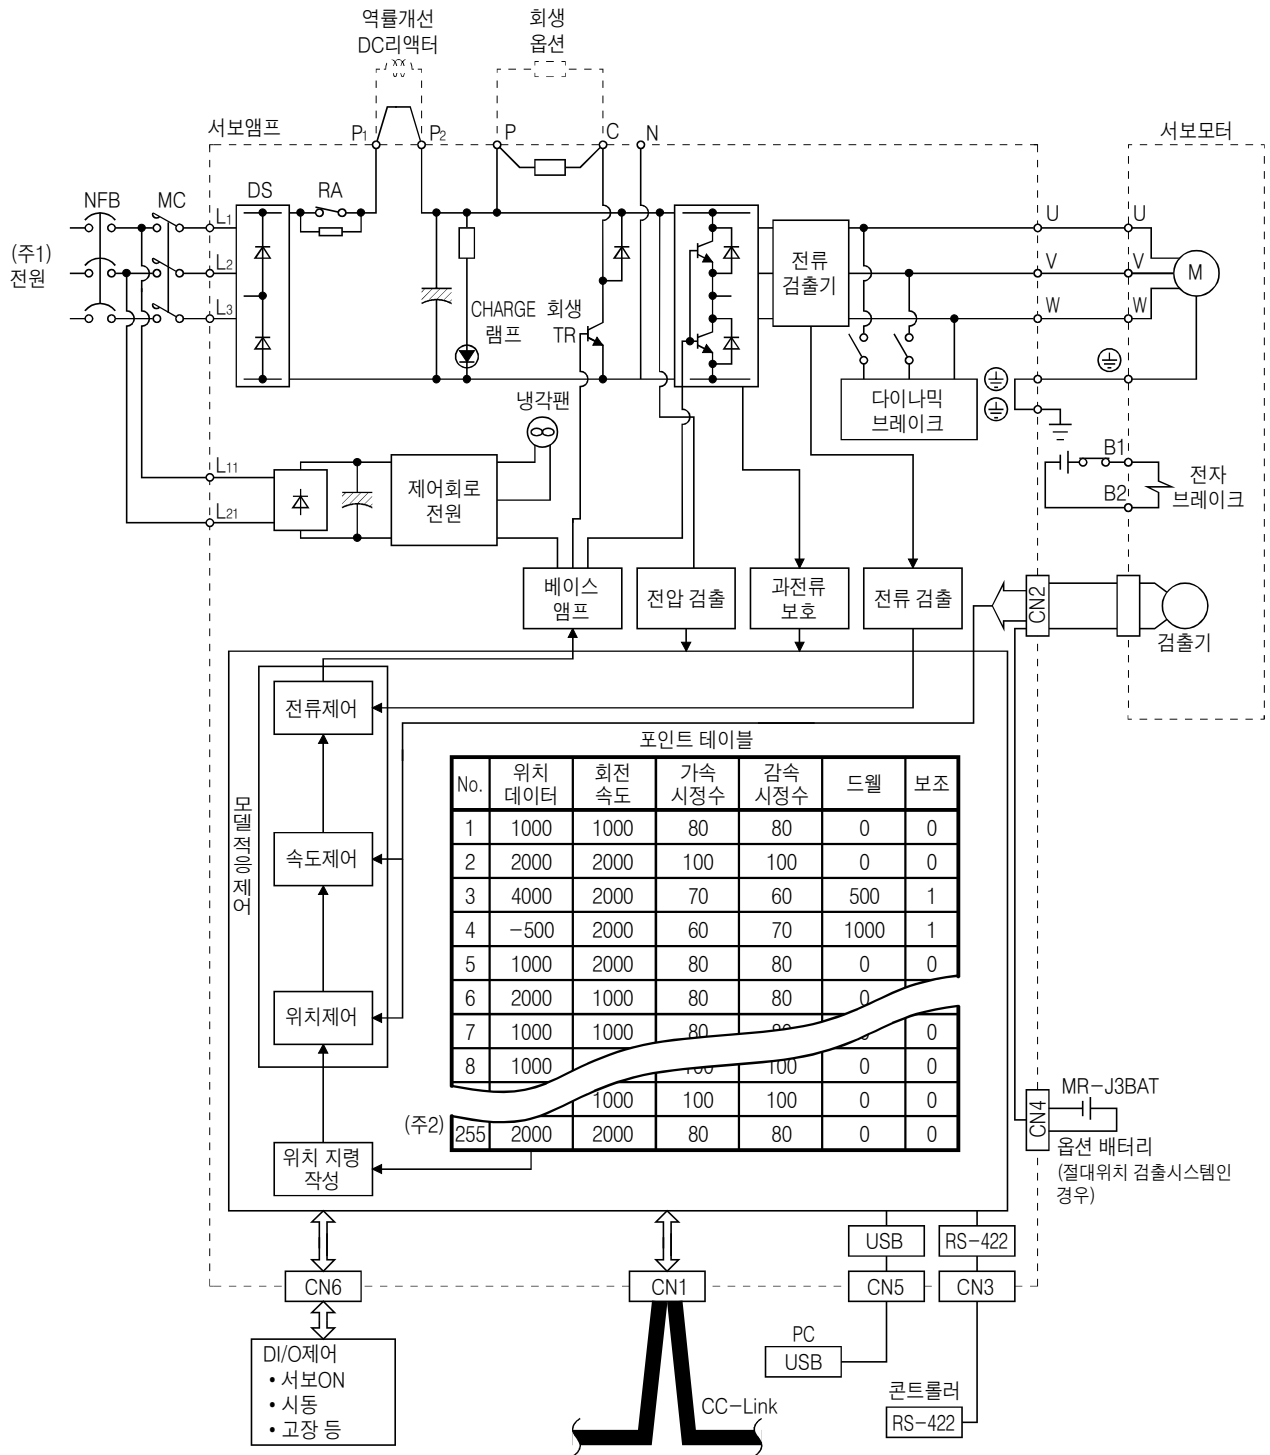 역률개선
DC리액터
회생
옵션
서보앰프
P1
P2
P
C
N
서보모터
NFB
MC
DS
RA
L1
L2
L3
(주1)
전원
CHARGE
램프
회생
TR
전류
검출기
U
V
W
U
V
W
M
다이나믹
브레이크
냉각팬
L11
L21
제어회로
전원
B1
B2
전자
브레이크
베이스
앰프
전압 검출
과전류
보호
전류 검출
CN2
검출기
모델 적응 제어
전류제어
속도제어
위치제어
위치 지령
작성
포인트 테이블
No. 위치 데이터 회전 속도 가속 시정수 감속 시정수 드웰 보조
1 1000 1000 80 80 0 0
2 2000 2000 100 100 0 0
3 4000 2000 70 60 500 1
4 -500 2000 60 70 1000 1
5 1000 2000 80 80 0 0
6 2000 1000 80 80 0
7 1000 1000 80 0
8 1000 100 0 0
1000 100 100 0 0
(주2)
255 2000 2000 80 80 0 0
CN4
MR-J3BAT
옵션 배터리
(절대위치 검출시스템인
경우)
USB
RS-422
CN6
CN1
CN5
CN3
DI/O제어
• 서보ON
• 시동
• 고장 등
CC-Link
PC
USB
콘트롤러
RS-422